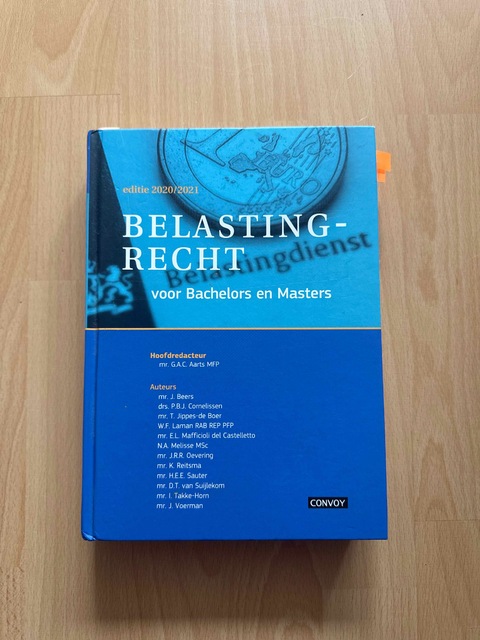 editie 2020/2021
BELASTING-
RECHT
Belastingdienst
voor Bachelors en Masters
Hoofdredacteur
mr. G.A.C. Aarts MFP
Auteurs
mr. J. Beers
drs. P.B.J. Cornelissen
mr. T. Jippes-de Boer
W.F. Laman RAB REP PFP
mr. E.L. Mafficioli del Castelletto
N.A. Melisse MSc
mr. J.R.R. Oevering
mr. K. Reitsma
mr. H.E.E. Sauter
mr. D.T. van Suijlekom
mr. I. Takke-Horn
mr. J. Voerman
CONVOY